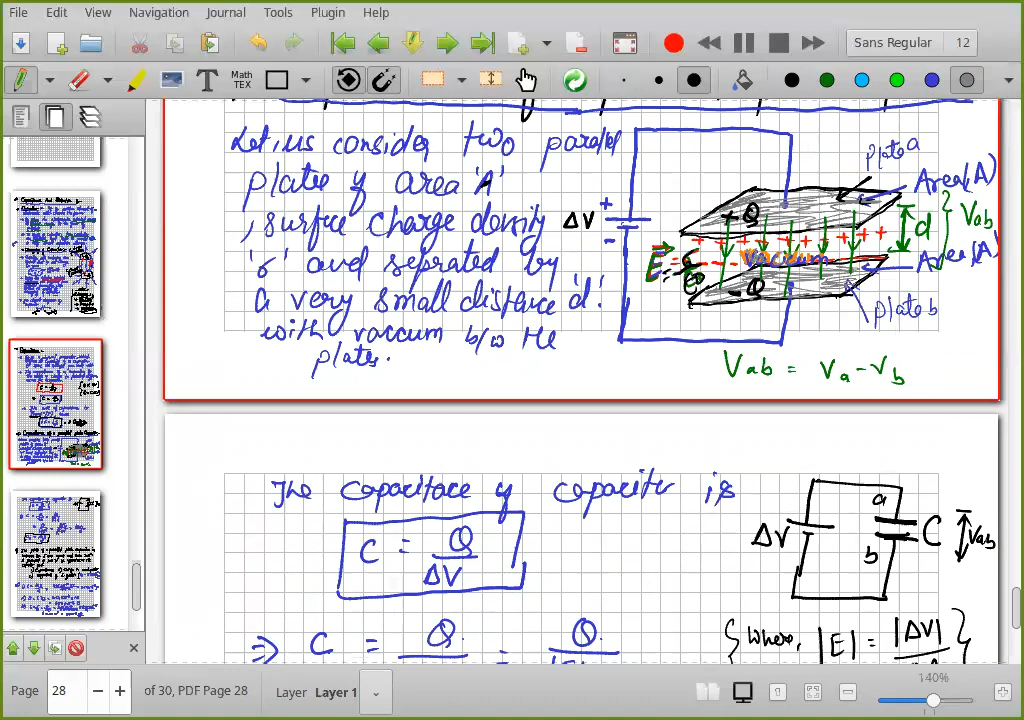 File Edit View Navigation Journal Tools Plugin Help
Sans Regular 12
Math TEX
Let, us consider two parallel
plates of area 'A'
, surface charge density
'σ' and seprated by
a very small distance 'd'.
with vaccum b/w the
plates.
ΔV
+
-
plate a
Area(A)
+Q
d
Vab
+ + + + + + + + +
vaccum
Area(A)
-Q
plate b
Vab = Va - Vb
The capacitace of capacitor is
C = Q
ΔV
ΔV
a
b
C
Vab
⇒ C = Q = Q
{ where, |E| = |ΔV| }
Page 28 of 30, PDF Page 28 Layer Layer 1
140%